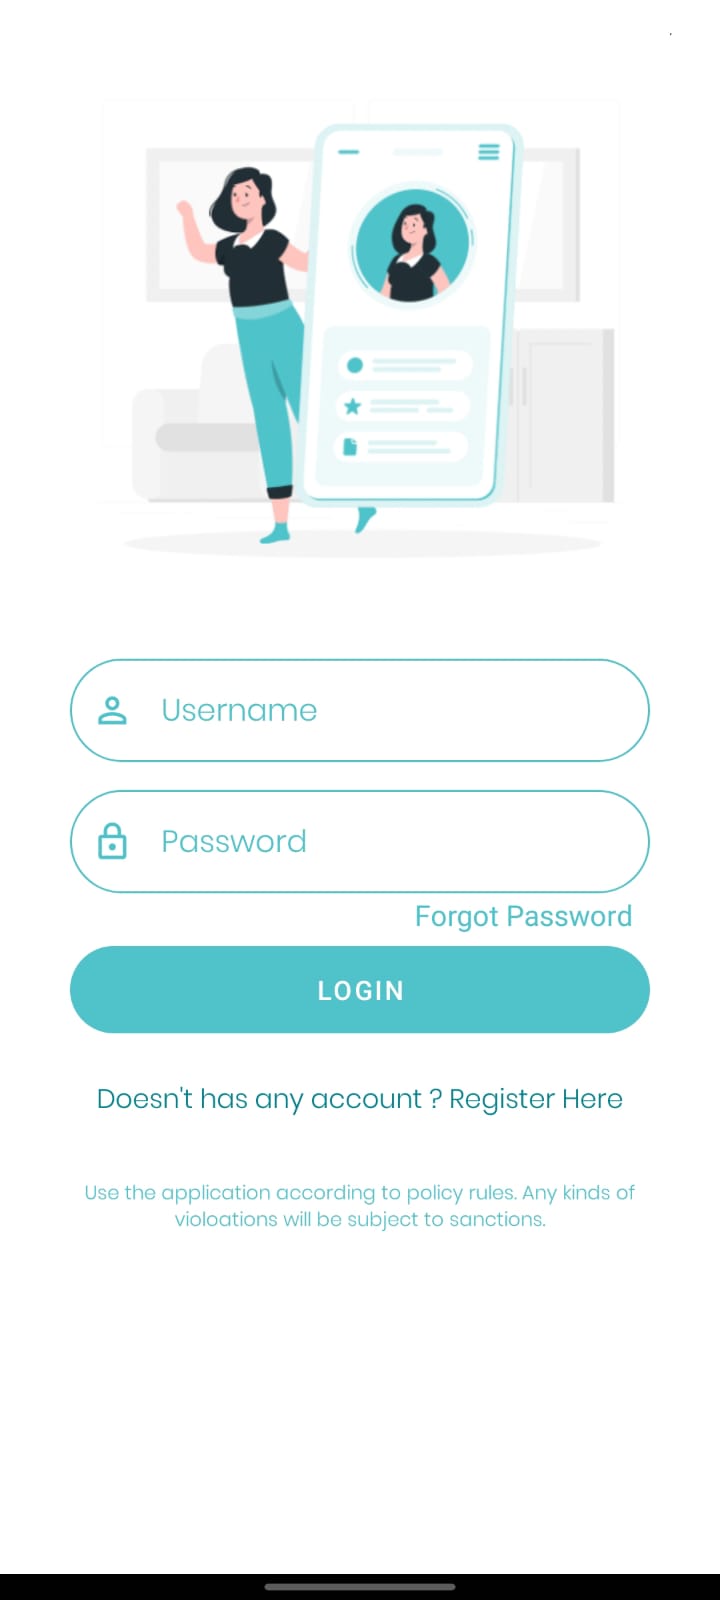 Username
Password
Forgot Password
LOGIN
Doesn't has any account ? Register Here
Use the application according to policy rules. Any kinds of
violoations will be subject to sanctions.